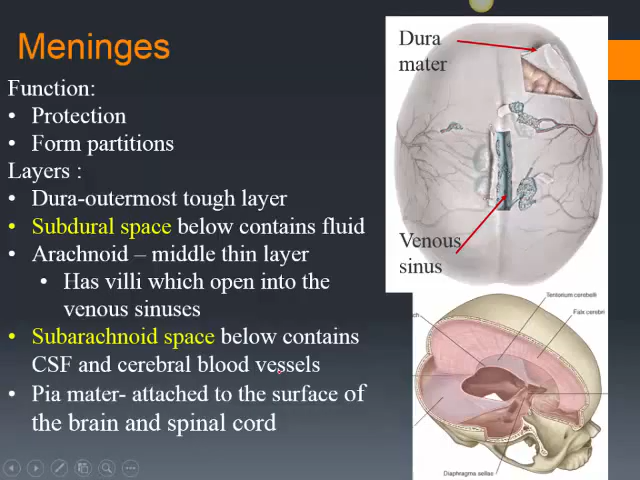 Meninges
Function:
• Protection
• Form partitions
Layers :
• Dura-outermost tough layer
• Subdural space below contains fluid
• Arachnoid – middle thin layer
• Has villi which open into the
venous sinuses
• Subarachnoid space below contains
CSF and cerebral blood vessels
• Pia mater- attached to the surface of
the brain and spinal cord
Dura
mater
Venous
sinus
Tentorium cerebelli
Falx cerebri
Diaphragma sellae